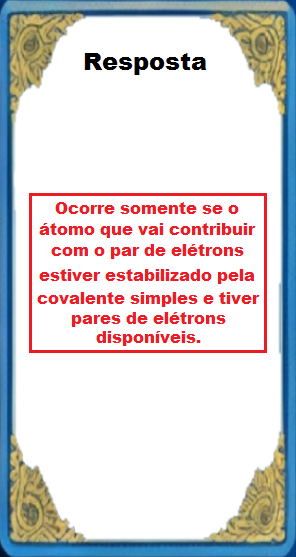 Resposta
Ocorre somente se o
átomo que vai contribuir
com o par de elétrons
estiver estabilizado pela
covalente simples e tiver
pares de elétrons
disponíveis.